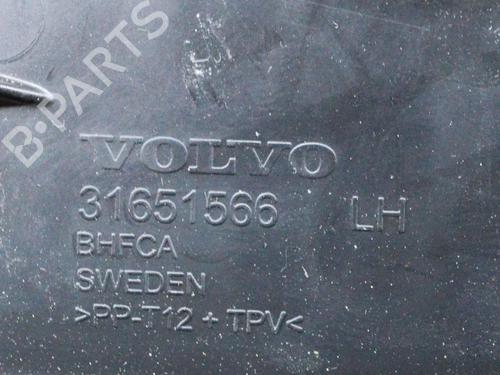 B-PARTS
VOLVO
31651566 LH
BHFCA
SWEDEN
>PP-T12 + TPV<